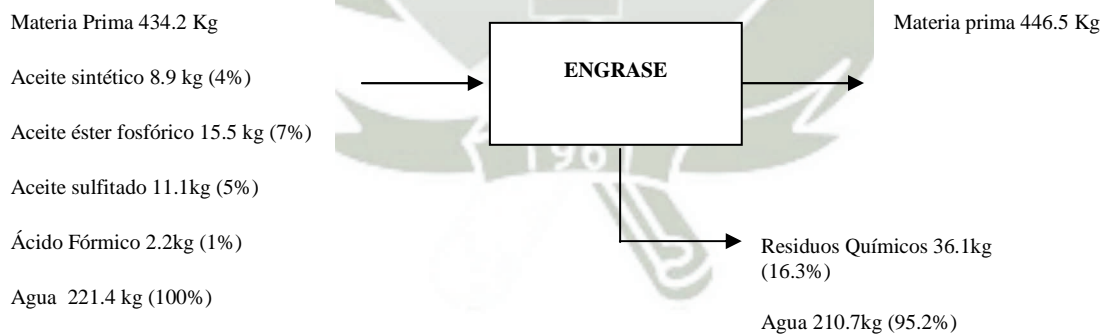 Materia Prima 434.2 Kg
Aceite sintético 8.9 kg (4%)
Aceite éster fosfórico 15.5 kg (7%)
Aceite sulfitado 11.1kg (5%)
Ácido Fórmico 2.2kg (1%)
Agua 221.4 kg (100%)
ENGRASE
196
Materia prima 446.5 Kg
Residuos Químicos 36.1kg
(16.3%)
Agua 210.7kg (95.2%)